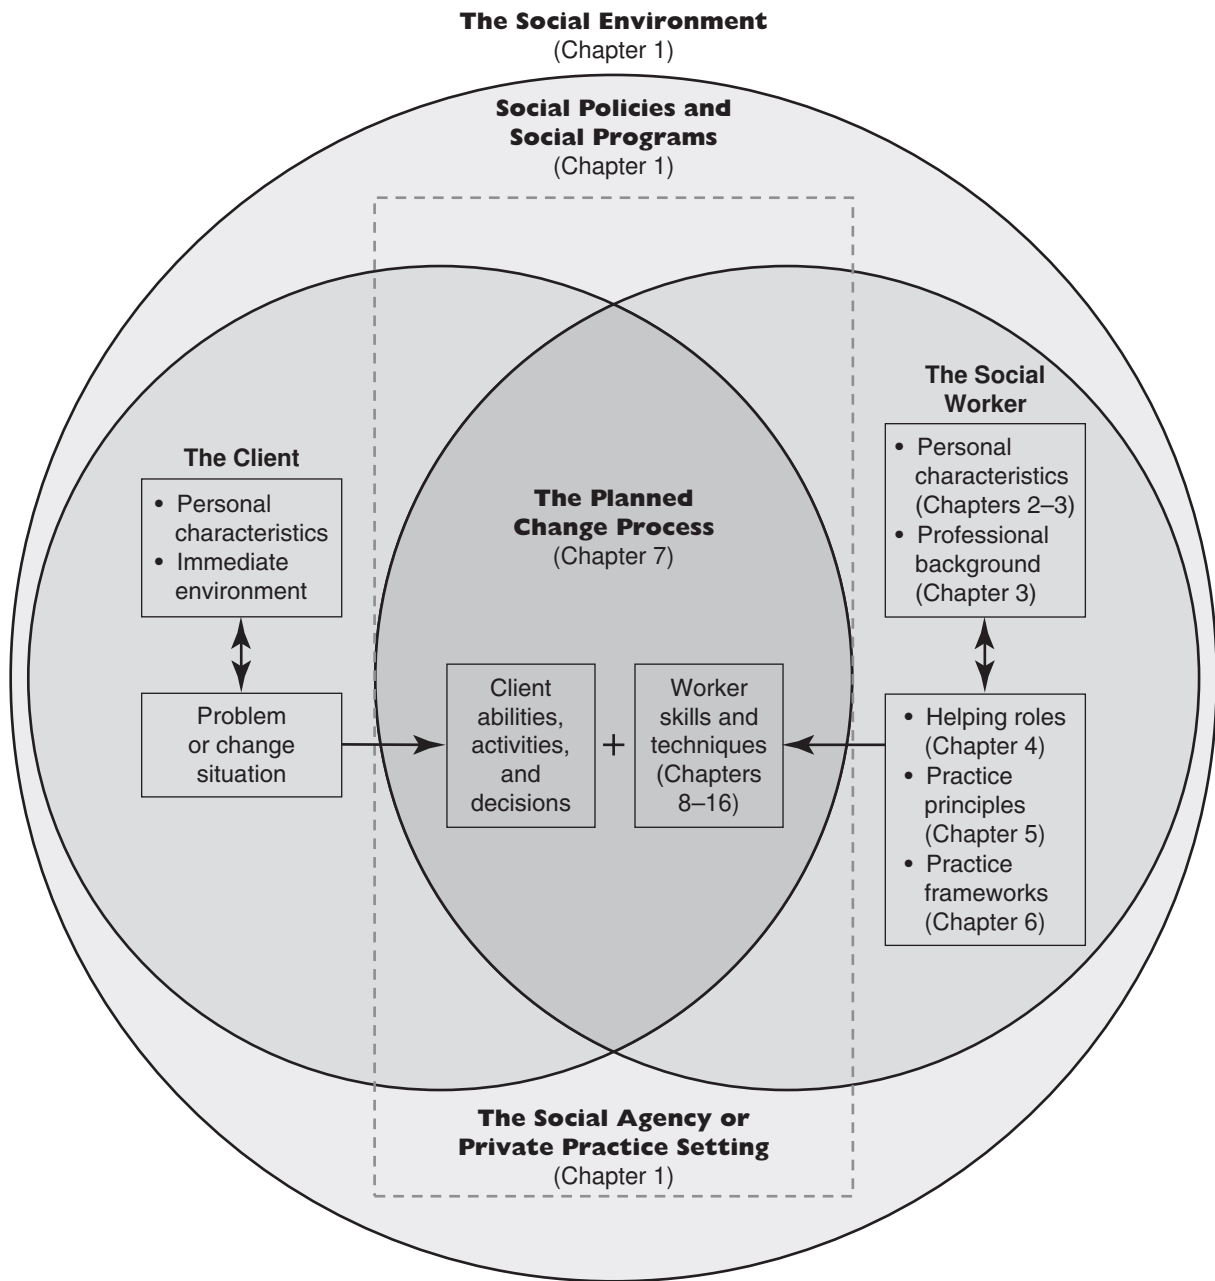 The Social Environment
(Chapter 1)
Social Policies and
Social Programs
(Chapter 1)
The Client
• Personal
characteristics
• Immediate
environment
Problem
or change
situation
The Planned
Change Process
(Chapter 7)
Client
abilities,
activities,
and
decisions
+
Worker
skills and
techniques
(Chapters
8–16)
The Social
Worker
• Personal
characteristics
(Chapters 2–3)
• Professional
background
(Chapter 3)
• Helping roles
(Chapter 4)
• Practice
principles
(Chapter 5)
• Practice
frameworks
(Chapter 6)
The Social Agency or
Private Practice Setting
(Chapter 1)